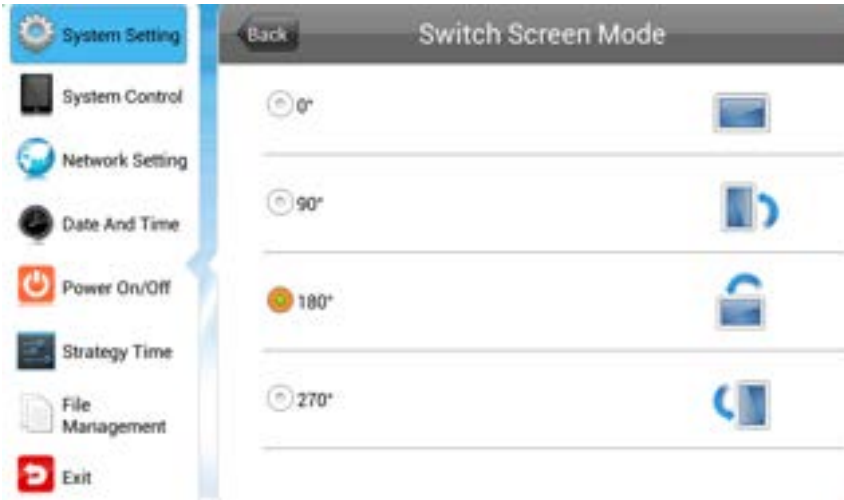 System Setting
System Control
Network Setting
Date And Time
Power On/Off
Strategy Time
File
Management
Exit
Back
Switch Screen Mode
0°
90°
180°
270°